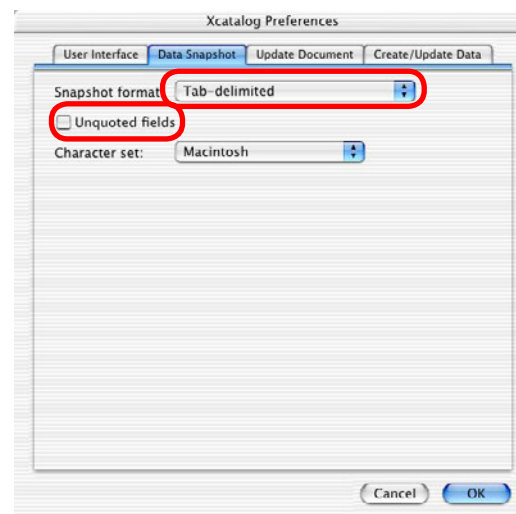 Xcatalog Preferences
User Interface Data Snapshot Update Document Create/Update Data
Snapshot format Tab-delimited
Unquoted fields
Character set: Macintosh
Cancel OK